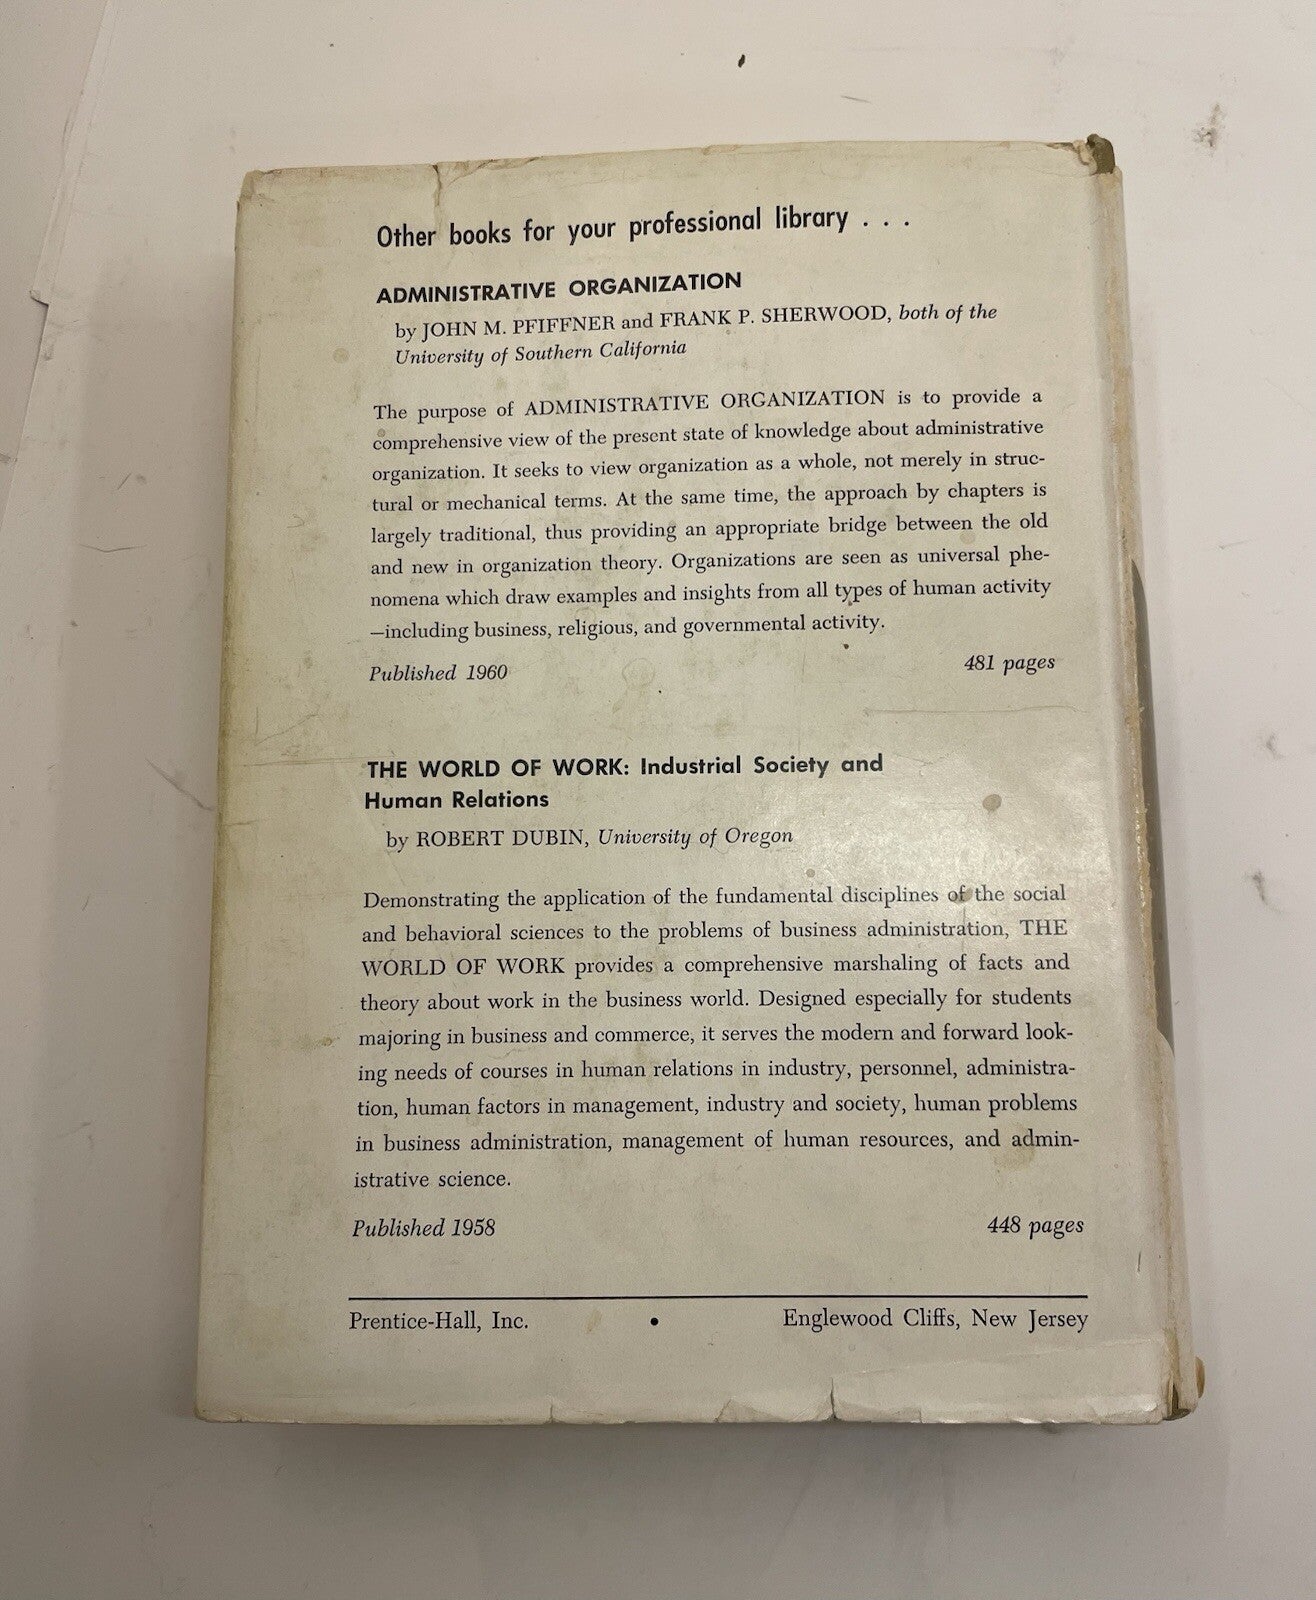 Other books for your professional library . . .
ADMINISTRATIVE ORGANIZATION
by JOHN M. PFIFFNER and FRANK P. SHERWOOD, both of the
University of Southern California
The purpose of ADMINISTRATIVE ORGANIZATION is to provide a
comprehensive view of the present state of knowledge about administrative
organization. It seeks to view organization as a whole, not merely in struc-
tural or mechanical terms. At the same time, the approach by chapters is
largely traditional, thus providing an appropriate bridge between the old
and new in organization theory. Organizations are seen as universal phe-
nomena which draw examples and insights from all types of human activity
—including business, religious, and governmental activity.
Published 1960 481 pages
THE WORLD OF WORK: Industrial Society and
Human Relations
by ROBERT DUBIN, University of Oregon
Demonstrating the application of the fundamental disciplines of the social
and behavioral sciences to the problems of business administration, THE
WORLD OF WORK provides a comprehensive marshaling of facts and
theory about work in the business world. Designed especially for students
majoring in business and commerce, it serves the modern and forward look-
ing needs of courses in human relations in industry, personnel, administra-
tion, human factors in management, industry and society, human problems
in business administration, management of human resources, and admin-
istrative science.
Published 1958 448 pages
Prentice-Hall, Inc. • Englewood Cliffs, New Jersey